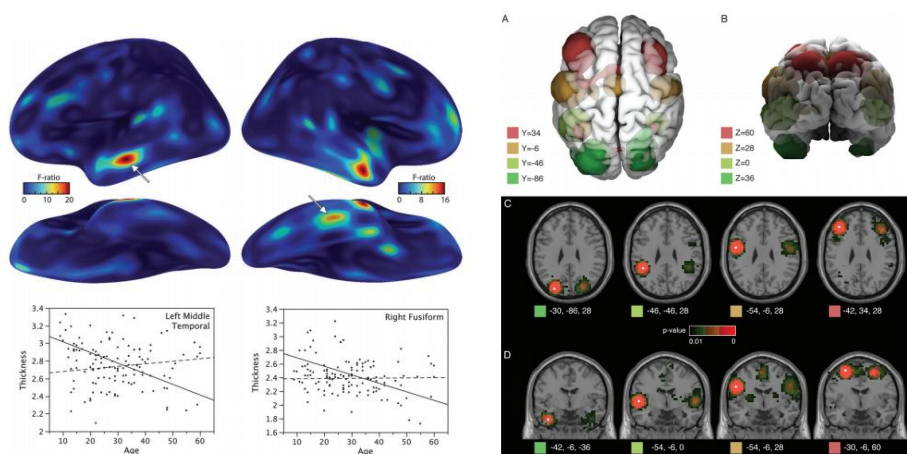 F-ratio
0 10 20
F-ratio
0 8 16
Left Middle
Temporal
Thickness
3.4
3.2
3
2.8
2.6
2.4
2.2
2
10 20 30 40 50 60
Age
Right Fusiform
Thickness
3.4
3.2
3
2.8
2.6
2.4
2.2
2
1.8
1.6
10 20 30 40 50 60
Age
A
Y=34
Y=-6
Y=-46
Y=-86
B
Z=60
Z=28
Z=0
Z=36
C
-30, -86, 28
-46, -46, 28
-54, -6, 28
-42, 34, 28
p-value
0.01 0
D
-42, -6, -36
-54, -6, 0
-54, -6, 28
-30, -6, 60